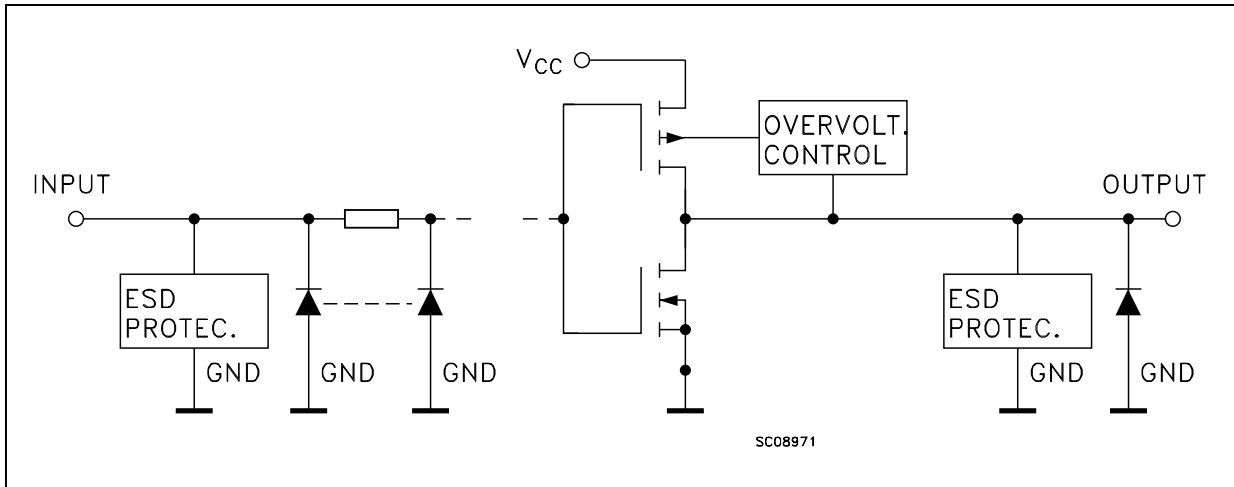 VCC
OVERVOLT.
CONTROL
INPUT
OUTPUT
ESD
PROTEC.
ESD
PROTEC.
GND
GND
GND
GND
GND
SC08971